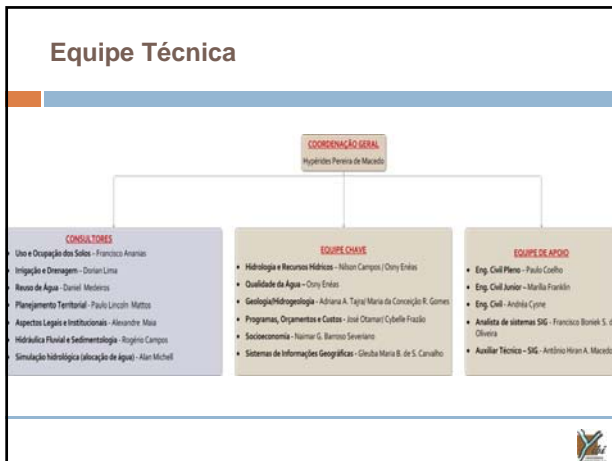 Equipe Técnica
COORDENAÇÃO GERAL
Hypérides Pereira de Macedo
CONSULTORES
Uso e Ocupação dos Solos - Francisco Ananias
Irrigação e Drenagem - Dorian Lima
Reuso de Água - Daniel Medeiros
Planejamento Territorial - Paulo Lincoln Mattos
Aspectos Legais e Institucionais - Alexandre Maia
Hidráulica Fluvial e Sedimentologia - Rogério Campos
Simulação hidrológica (alocação de água) - Alan Michell
EQUIPE CHAVE
• Hidrologia e Recursos Hídricos - Nilson Campos / Osny Enéas
• Qualidade da Água - Osny Enéas
• Geologia/Hidrogeologia - Adriana A. Tajra/ Maria da Conceição R. Gomes
• Programas, Orçamentos e Custos - José Otamar/ Cybelle Frazão
• Socioeconomia - Naimar G. Barroso Severiano
• Sistemas de Informações Geográficas - Gleuba Maria B. de S. Carvalho
EQUIPE DE APOIO
• Eng. Civil Pleno - Paulo Coelho
• Eng. Civil Junior - Marília Franklin
• Eng. Civil - Andréa Cysne
• Analista de sistemas SIG - Francisco Boniek S. d
Oliveira
• Auxiliar Técnico – SIG - Antônio Hiran A. Macedo